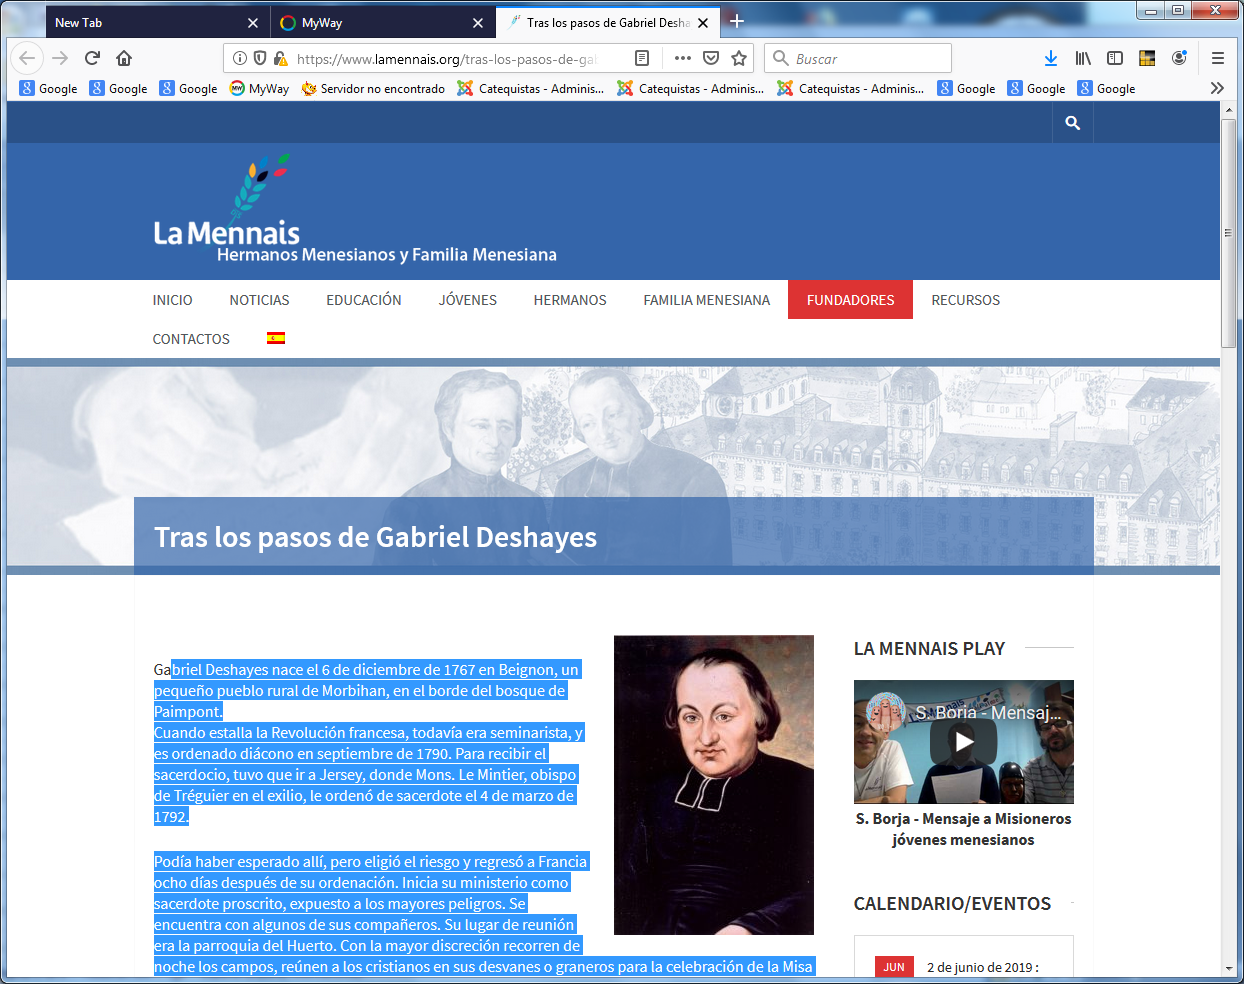 New Tab
MyWay
Tras los pasos de Gabriel Desha
https://www.lamennais.org/tras-los-pasos-de-ga
Buscar
Google
Google
Google
MyWay
Servidor no encontrado
Catequistas - Adminis...
Catequistas - Adminis...
Catequistas - Adminis...
Google
Google
Google
La Mennais
Hermanos Menesianos y Familia Menesiana
INICIO
NOTICIAS
EDUCACIÓN
JÓVENES
HERMANOS
FAMILIA MENESIANA
FUNDADORES
RECURSOS
CONTACTOS
Tras los pasos de Gabriel Deshayes
Gabriel Deshayes nace el 6 de diciembre de 1767 en Beignon, un
pequeño pueblo rural de Morbihan, en el borde del bosque de
Paimpont.
Cuando estalla la Revolución francesa, todavía era seminarista, y
es ordenado diácono en septiembre de 1790. Para recibir el
sacerdocio, tuvo que ir a Jersey, donde Mons. Le Mintier, obispo
de Tréguier en el exilio, le ordenó de sacerdote el 4 de marzo de
1792.
Podía haber esperado allí, pero eligió el riesgo y regresó a Francia
ocho días después de su ordenación. Inicia su ministerio como
sacerdote proscrito, expuesto a los mayores peligros. Se
encuentra con algunos de sus compañeros. Su lugar de reunión
era la parroquia del Huerto. Con la mayor discreción recorren de
noche los campos, reúnen a los cristianos en sus desvanes o graneros para la celebración de la Misa
LA MENNAIS PLAY
S. Borja - Mensaj...
S. Borja - Mensaje a Misioneros
jóvenes menesianos
CALENDARIO/EVENTOS
JUN
2 de junio de 2019 :